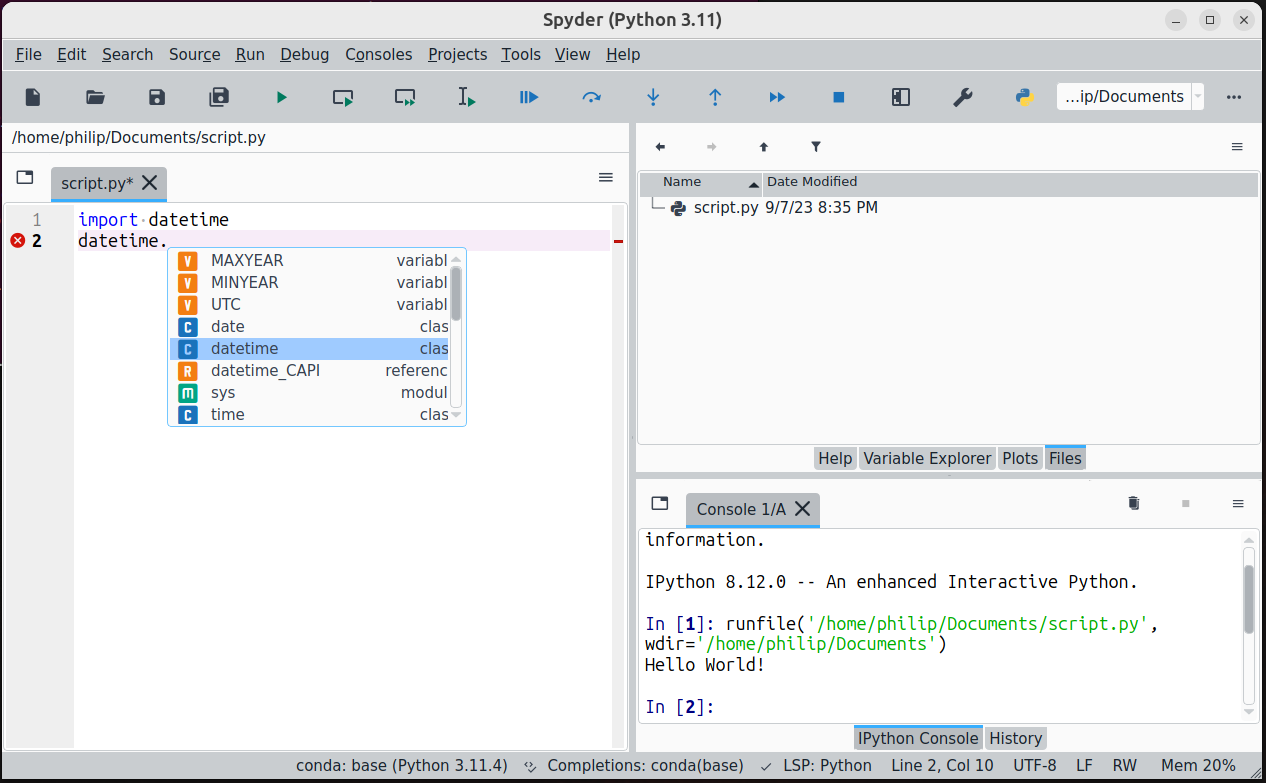 Spyder (Python 3.11)
File Edit Search Source Run Debug Consoles Projects Tools View Help
...ip/Documents
/home/philip/Documents/script.py
script.py*
1 import datetime
2 datetime.
V MAXYEAR variabl
V MINYEAR variabl
V UTC variabl
C date clas
C datetime clas
R datetime_CAPI referenc
m sys modul
C time clas
Name Date Modified
script.py 9/7/23 8:35 PM
Help Variable Explorer Plots Files
Console 1/A
information.
IPython 8.12.0 -- An enhanced Interactive Python.
In [1]: runfile('/home/philip/Documents/script.py',
wdir='/home/philip/Documents')
Hello World!
In [2]:
IPython Console History
conda: base (Python 3.11.4) Completions: conda(base) LSP: Python Line 2, Col 10 UTF-8 LF RW Mem 20%